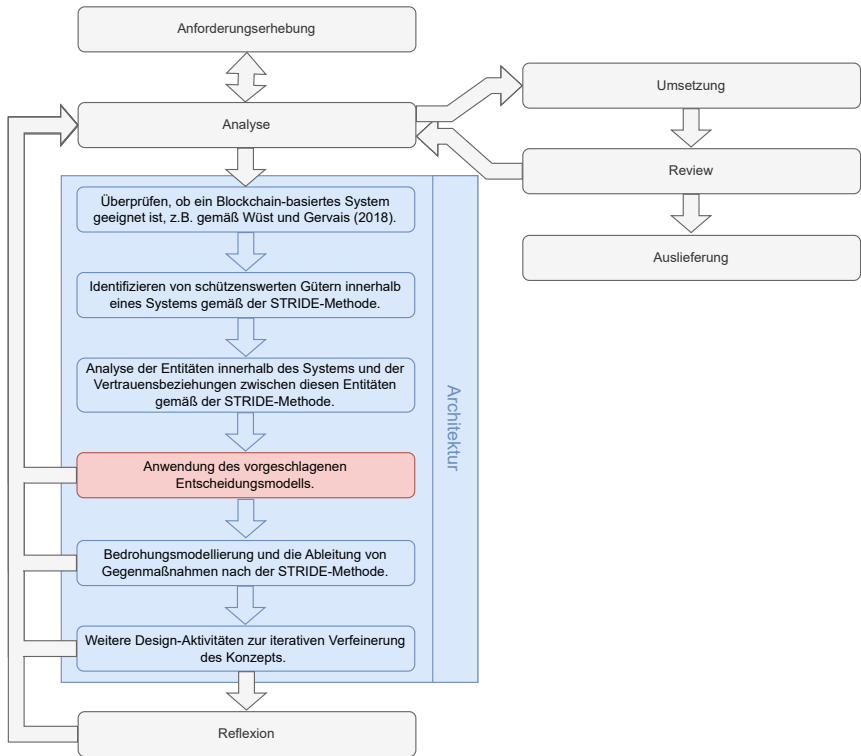 Anforderungserhebung
Analyse
Überprüfen, ob ein Blockchain-basiertes System
geeignet ist, z.B. gemäß Wüst und Gervais (2018).
Identifizieren von schützenswerten Gütern innerhalb
eines Systems gemäß der STRIDE-Methode.
Analyse der Entitäten innerhalb des Systems und der
Vertrauensbeziehungen zwischen diesen Entitäten
gemäß der STRIDE-Methode.
Anwendung des vorgeschlagenen
Entscheidungsmodells.
Bedrohungsmodellierung und die Ableitung von
Gegenmaßnahmen nach der STRIDE-Methode.
Weitere Design-Aktivitäten zur iterativen Verfeinerung
des Konzepts.
Architektur
Reflexion
Umsetzung
Review
Auslieferung